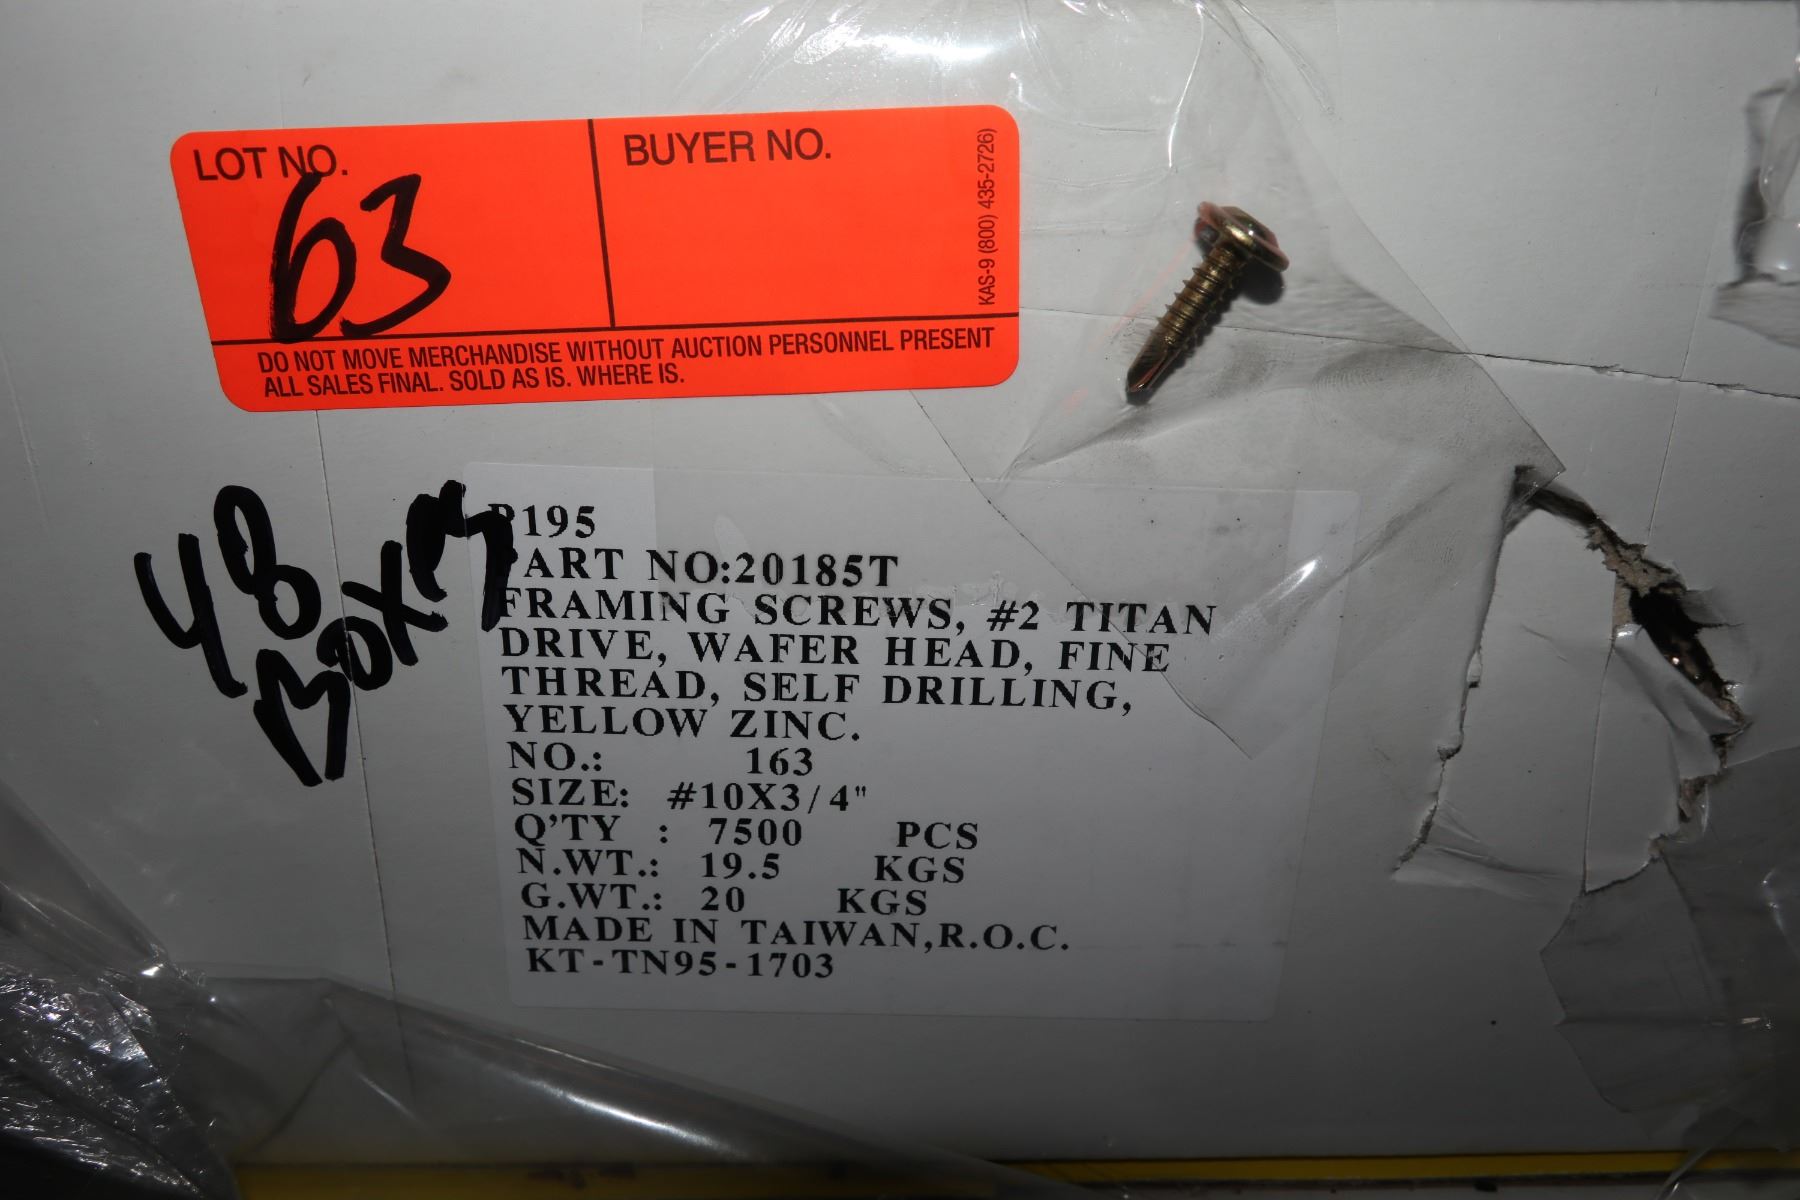 LOT NO.
63
BUYER NO.
KAS-9 (800) 435-2726)
DO NOT MOVE MERCHANDISE WITHOUT AUCTION PERSONNEL PRESENT
ALL SALES FINAL. SOLD AS IS. WHERE IS.
48
P195
PART NO:20185T
FRAMING SCREWS, #2 TITAN
DRIVE, WAFER HEAD, FINE
THREAD, SELF DRILLING,
YELLOW ZINC.
NO.: 163
SIZE: #10X3/4"
Q'TY : 7500 PCS
N.WT.: 19.5 KGS
G.WT.: 20 KGS
MADE IN TAIWAN,R.O.C.
KT-TN95-1703